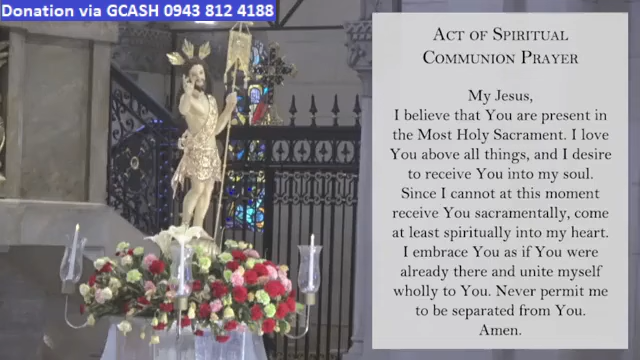 Donation via GCASH 0943 812 4188
Act of Spiritual
Communion Prayer
My Jesus,
I believe that You are present in
the Most Holy Sacrament. I love
You above all things, and I desire
to receive You into my soul.
Since I cannot at this moment
receive You sacramentally, come
at least spiritually into my heart.
I embrace You as if You were
already there and unite myself
wholly to You. Never permit me
to be separated from You.
Amen.